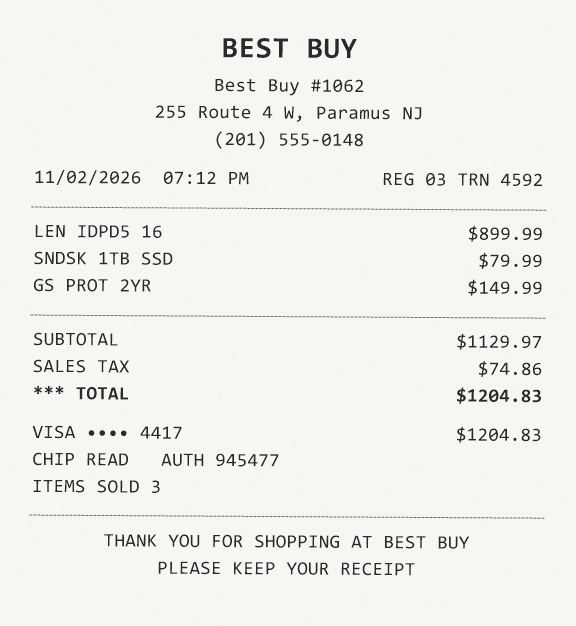 BEST BUY
Best Buy #1062
255 Route 4 W, Paramus NJ
(201) 555-0148
11/02/2026 07:12 PM REG 03 TRN 4592
LEN IDPD5 16 $899.99
SNDSK 1TB SSD $79.99
GS PROT 2YR $149.99
SUBTOTAL $1129.97
SALES TAX $74.86
*** TOTAL $1204.83
VISA •••• 4417 $1204.83
CHIP READ AUTH 945477
ITEMS SOLD 3
THANK YOU FOR SHOPPING AT BEST BUY
PLEASE KEEP YOUR RECEIPT